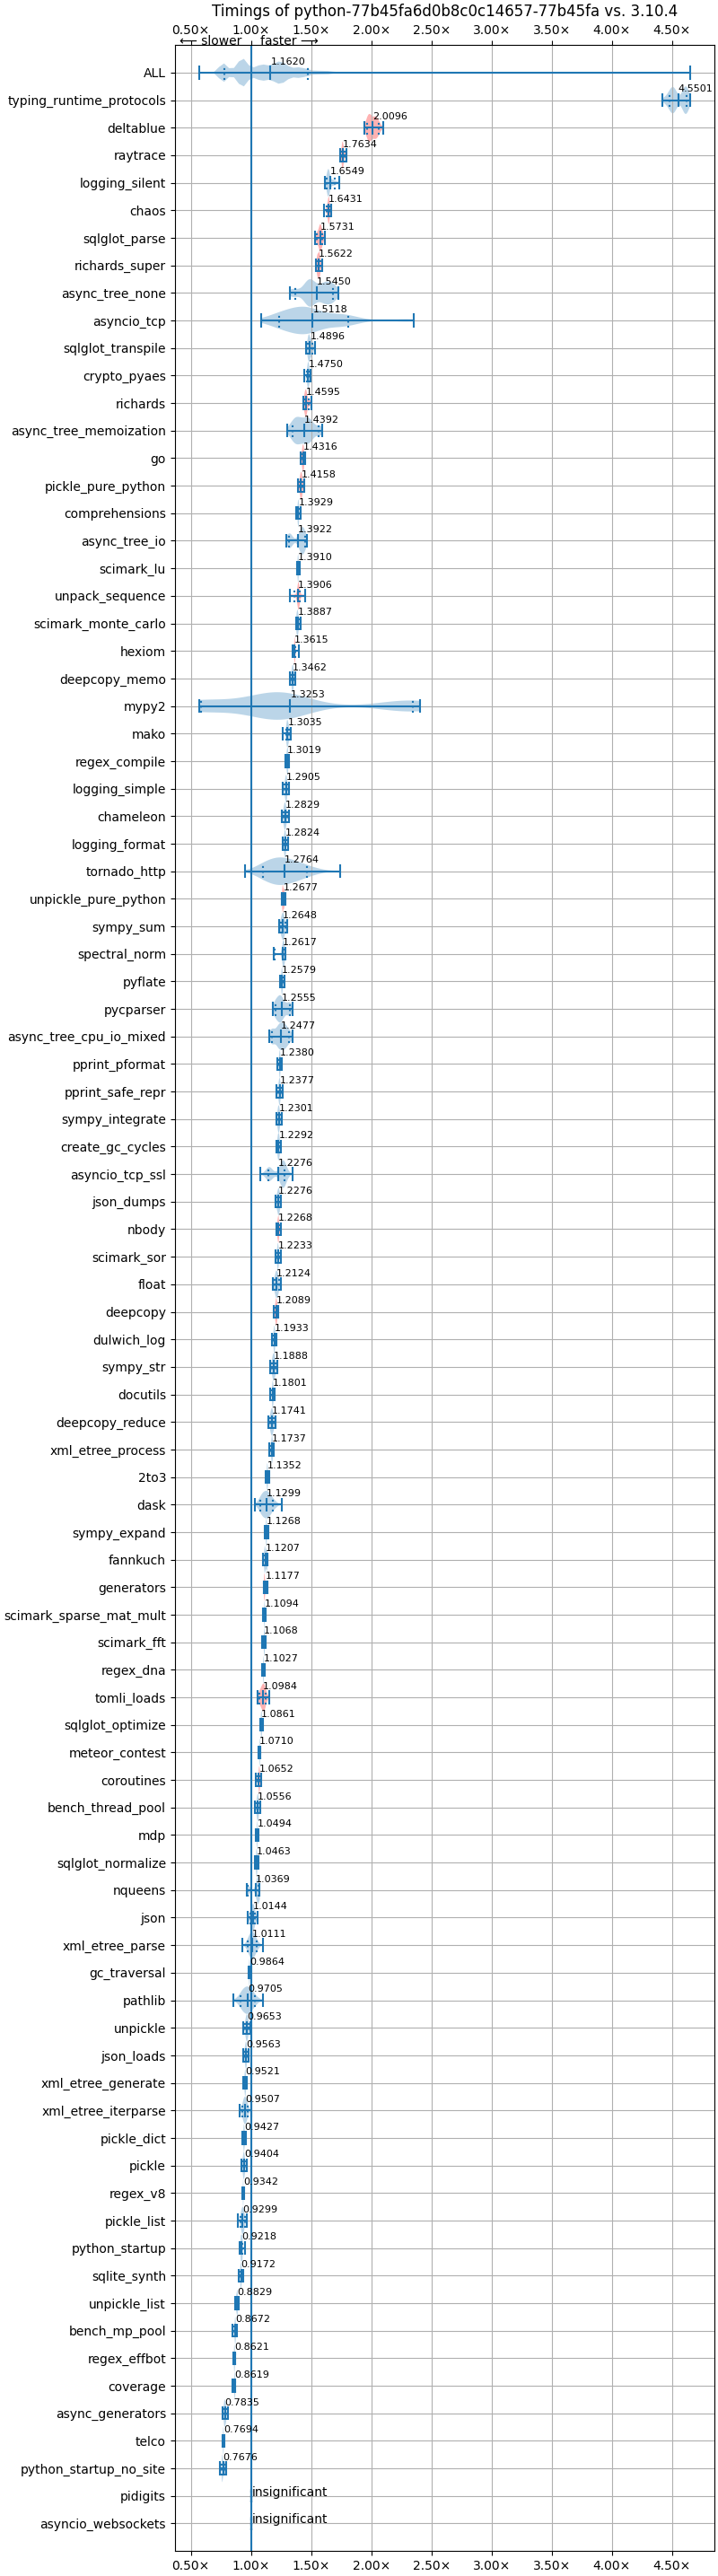 Timings of python-77b45fa6d0b8c0c14657-77b45fa vs. 3.10.4
0.50× 1.00× 1.50× 2.00× 2.50× 3.00× 3.50× 4.00× 4.50×
⟵ slower faster ⟶
ALL 1.1620
typing_runtime_protocols 4.5501
deltablue 2.0096
raytrace 1.7634
logging_silent 1.6549
chaos 1.6431
sqlglot_parse 1.5731
richards_super 1.5622
async_tree_none 1.5450
asyncio_tcp 1.5118
sqlglot_transpile 1.4896
crypto_pyaes 1.4750
richards 1.4595
async_tree_memoization 1.4392
go 1.4316
pickle_pure_python 1.4158
comprehensions 1.3929
async_tree_io 1.3922
scimark_lu 1.3910
unpack_sequence 1.3906
scimark_monte_carlo 1.3887
hexiom 1.3615
deepcopy_memo 1.3462
mypy2 1.3253
mako 1.3035
regex_compile 1.3019
logging_simple 1.2905
chameleon 1.2829
logging_format 1.2824
tornado_http 1.2764
unpickle_pure_python 1.2677
sympy_sum 1.2648
spectral_norm 1.2617
pyflate 1.2579
pycparser 1.2555
async_tree_cpu_io_mixed 1.2477
pprint_pformat 1.2380
pprint_safe_repr 1.2377
sympy_integrate 1.2301
create_gc_cycles 1.2292
asyncio_tcp_ssl 1.2276
json_dumps 1.2276
nbody 1.2268
scimark_sor 1.2233
float 1.2124
deepcopy 1.2089
dulwich_log 1.1933
sympy_str 1.1888
docutils 1.1801
deepcopy_reduce 1.1741
xml_etree_process 1.1737
2to3 1.1352
dask 1.1299
sympy_expand 1.1268
fannkuch 1.1207
generators 1.1177
scimark_sparse_mat_mult 1.1094
scimark_fft 1.1068
regex_dna 1.1027
tomli_loads 1.0984
sqlglot_optimize 1.0861
meteor_contest 1.0710
coroutines 1.0652
bench_thread_pool 1.0556
mdp 1.0494
sqlglot_normalize 1.0463
nqueens 1.0369
json 1.0144
xml_etree_parse 1.0111
gc_traversal 0.9864
pathlib 0.9705
unpickle 0.9653
json_loads 0.9563
xml_etree_generate 0.9521
xml_etree_iterparse 0.9507
pickle_dict 0.9427
pickle 0.9404
regex_v8 0.9342
pickle_list 0.9299
python_startup 0.9218
sqlite_synth 0.9172
unpickle_list 0.8829
bench_mp_pool 0.8672
regex_effbot 0.8621
coverage 0.8619
async_generators 0.7835
telco 0.7694
python_startup_no_site 0.7676
pidigits insignificant
asyncio_websockets insignificant
0.50× 1.00× 1.50× 2.00× 2.50× 3.00× 3.50× 4.00× 4.50×